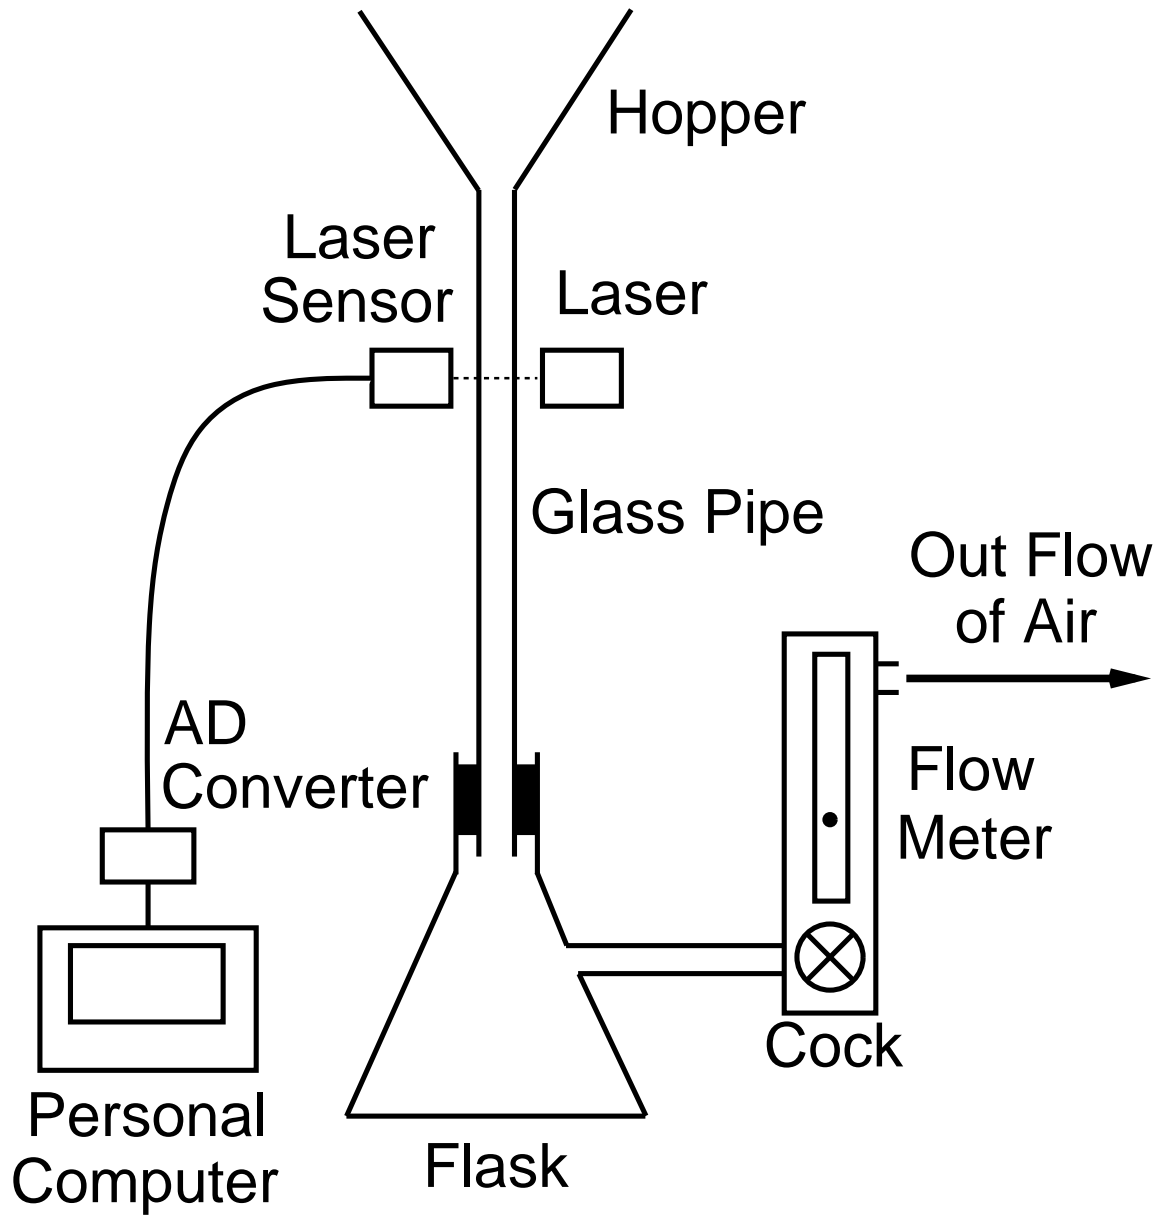 Hopper
Laser
Sensor
Laser
Glass Pipe
Out Flow
of Air
AD
Converter
Flow
Meter
Cock
Personal
Computer
Flask